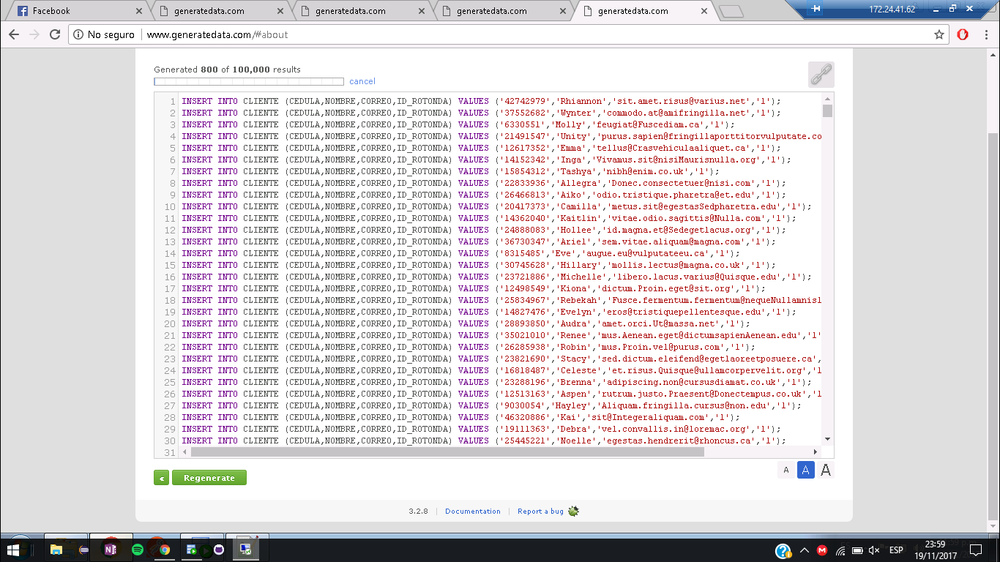 Facebook
generatedata.com
generatedata.com
generatedata.com
generatedata.com
172.24.41.62
No seguro
www.generatedata.com/#about
Generated 800 of 100,000 results
cancel
1 INSERT INTO CLIENTE (CEDULA,NOMBRE,CORREO,ID_ROTONDA) VALUES ('42742979','Rhiannon','sit.amet.risus@varius.net','1');
2 INSERT INTO CLIENTE (CEDULA,NOMBRE,CORREO,ID_ROTONDA) VALUES ('37552682','Wynter','commodo.at@amifringilla.net','1');
3 INSERT INTO CLIENTE (CEDULA,NOMBRE,CORREO,ID_ROTONDA) VALUES ('6330551','Molly','feugiat@Fuscediam.ca','1');
4 INSERT INTO CLIENTE (CEDULA,NOMBRE,CORREO,ID_ROTONDA) VALUES ('21491547','Unity','purus.sapien@fringillaporttitorvulputate.co
5 INSERT INTO CLIENTE (CEDULA,NOMBRE,CORREO,ID_ROTONDA) VALUES ('12617352','Emma','tellus@Crasvehiculaaliquet.ca','1');
6 INSERT INTO CLIENTE (CEDULA,NOMBRE,CORREO,ID_ROTONDA) VALUES ('14152342','Inga','Vivamus.sit@nisiMaurisnulla.org','1');
7 INSERT INTO CLIENTE (CEDULA,NOMBRE,CORREO,ID_ROTONDA) VALUES ('15854312','Tashya','nibh@enim.co.uk','1');
8 INSERT INTO CLIENTE (CEDULA,NOMBRE,CORREO,ID_ROTONDA) VALUES ('22833936','Allegra','Donec.consectetuer@nisi.com','1');
9 INSERT INTO CLIENTE (CEDULA,NOMBRE,CORREO,ID_ROTONDA) VALUES ('26466813','Aiko','odio.tristique.pharetra@et.edu','1');
10 INSERT INTO CLIENTE (CEDULA,NOMBRE,CORREO,ID_ROTONDA) VALUES ('20417373','Camilla','metus.sit@egestasSedpharetra.edu','1');
11 INSERT INTO CLIENTE (CEDULA,NOMBRE,CORREO,ID_ROTONDA) VALUES ('14362040','Kaitlin','vitae.odio.sagittis@Nulla.com','1');
12 INSERT INTO CLIENTE (CEDULA,NOMBRE,CORREO,ID_ROTONDA) VALUES ('24888083','Hollee','id.magna.et@Sedegetlacus.org','1');
13 INSERT INTO CLIENTE (CEDULA,NOMBRE,CORREO,ID_ROTONDA) VALUES ('36730347','Ariel','sem.vitae.aliquam@magna.com','1');
14 INSERT INTO CLIENTE (CEDULA,NOMBRE,CORREO,ID_ROTONDA) VALUES ('8315485','Eve','augue.eu@vulputateeu.ca','1');
15 INSERT INTO CLIENTE (CEDULA,NOMBRE,CORREO,ID_ROTONDA) VALUES ('30745628','Hillary','mollis.lectus@magna.co.uk','1');
16 INSERT INTO CLIENTE (CEDULA,NOMBRE,CORREO,ID_ROTONDA) VALUES ('23721886','Michelle','libero.lacus.varius@Quisque.edu','1');
17 INSERT INTO CLIENTE (CEDULA,NOMBRE,CORREO,ID_ROTONDA) VALUES ('12498549','Kiona','dictum.Proin.eget@sit.org','1');
18 INSERT INTO CLIENTE (CEDULA,NOMBRE,CORREO,ID_ROTONDA) VALUES ('25834967','Rebekah','Fusce.fermentum.fermentum@nequeNullamnisl
19 INSERT INTO CLIENTE (CEDULA,NOMBRE,CORREO,ID_ROTONDA) VALUES ('14827476','Evelyn','eros@tristiquepellentesque.edu','1');
20 INSERT INTO CLIENTE (CEDULA,NOMBRE,CORREO,ID_ROTONDA) VALUES ('28893850','Audra','amet.orci.Ut@massa.net','1');
21 INSERT INTO CLIENTE (CEDULA,NOMBRE,CORREO,ID_ROTONDA) VALUES ('35021010','Renee','mus.Aenean.eget@dictumsapienAenean.edu','1'
22 INSERT INTO CLIENTE (CEDULA,NOMBRE,CORREO,ID_ROTONDA) VALUES ('26285938','Robin','mus.Proin.vel@purus.com','1');
23 INSERT INTO CLIENTE (CEDULA,NOMBRE,CORREO,ID_ROTONDA) VALUES ('23821690','Stacy','sed.dictum.eleifend@egetlaoreetposuere.ca',
24 INSERT INTO CLIENTE (CEDULA,NOMBRE,CORREO,ID_ROTONDA) VALUES ('16818487','Celeste','et.risus.Quisque@ullamcorpervelit.org','1
25 INSERT INTO CLIENTE (CEDULA,NOMBRE,CORREO,ID_ROTONDA) VALUES ('23288196','Brenna','adipiscing.non@cursusdiamat.co.uk','1');
26 INSERT INTO CLIENTE (CEDULA,NOMBRE,CORREO,ID_ROTONDA) VALUES ('12513163','Aspen','rutrum.justo.Praesent@Donectempus.co.uk','1
27 INSERT INTO CLIENTE (CEDULA,NOMBRE,CORREO,ID_ROTONDA) VALUES ('9030054','Hayley','Aliquam.fringilla.cursus@non.edu','1');
28 INSERT INTO CLIENTE (CEDULA,NOMBRE,CORREO,ID_ROTONDA) VALUES ('46320886','Kai','sit@Integeraliquam.com','1');
29 INSERT INTO CLIENTE (CEDULA,NOMBRE,CORREO,ID_ROTONDA) VALUES ('19111363','Debra','vel.convallis.in@loremac.org','1');
30 INSERT INTO CLIENTE (CEDULA,NOMBRE,CORREO,ID_ROTONDA) VALUES ('25445221','Noelle','egestas.hendrerit@rhoncus.ca','1');
31
A A A
« Regenerate
3.2.8 | Documentation | Report a bug
ESP
23:59
19/11/2017